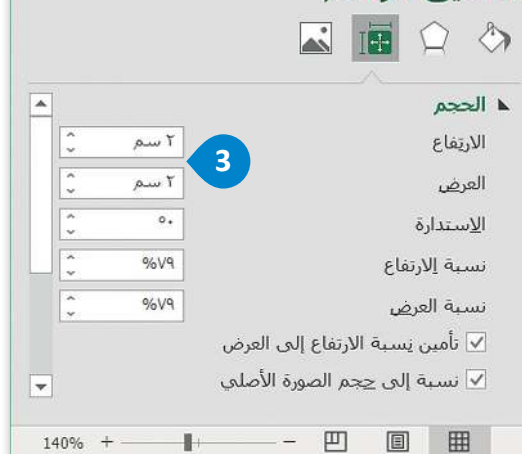 الحجم
الارتفاع ٢ سم
3
العرض ٢ سم
الاستدارة ٠°
نسبة الارتفاع ٧٩%
نسبة العرض ٧٩%
تأمين نسبة الارتفاع إلى العرض
نسبة إلى حجم الصورة الأصلي
140%